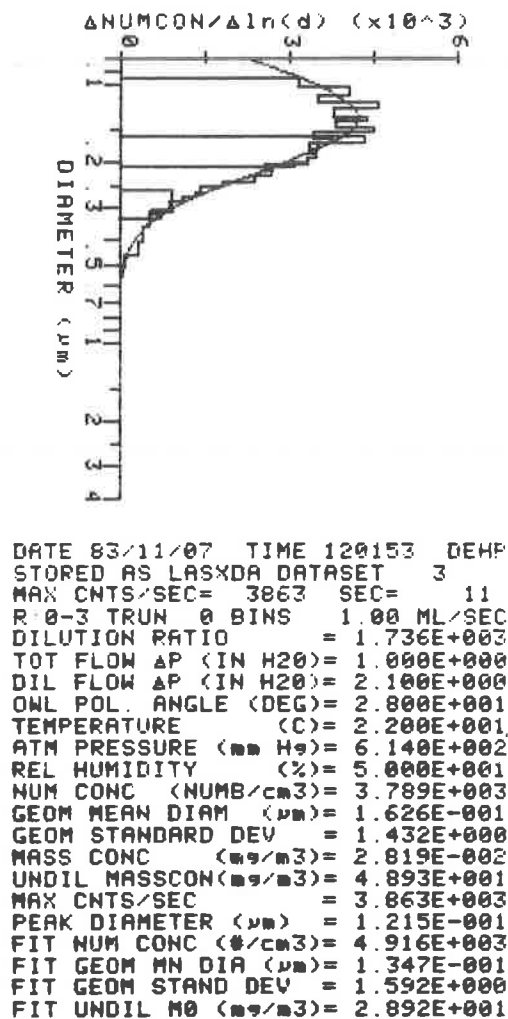 ΔNUMCON/Δln(d) (x10^3)
0 3 6
.1
.2
.3
.5
.7
1
2
3
4
DIAMETER (μm)
DATE 83/11/07 TIME 120153 DEHP
STORED AS LASXDA DATASET 3
MAX CNTS/SEC= 3863 SEC= 11
R 0-3 TRUN 0 BINS 1.00 ML/SEC
DILUTION RATIO = 1.736E+003
TOT FLOW ΔP (IN H20)= 1.000E+000
DIL FLOW ΔP (IN H20)= 2.100E+000
OWL POL. ANGLE (DEG)= 2.800E+001
TEMPERATURE (C)= 2.200E+001
ATM PRESSURE (mm Hg)= 6.140E+002
REL HUMIDITY (%)= 5.000E+001
NUM CONC (NUMB/cm3)= 3.789E+003
GEOM MEAN DIAM (μm)= 1.626E-001
GEOM STANDARD DEV = 1.432E+000
MASS CONC (mg/m3)= 2.819E-002
UNDIL MASSCON(mg/m3)= 4.893E+001
MAX CNTS/SEC = 3.863E+003
PEAK DIAMETER (μm) = 1.215E-001
FIT NUM CONC (#/cm3)= 4.916E+003
FIT GEOM MN DIA (μm)= 1.347E-001
FIT GEOM STAND DEV = 1.592E+000
FIT UNDIL M0 (mg/m3)= 2.892E+001